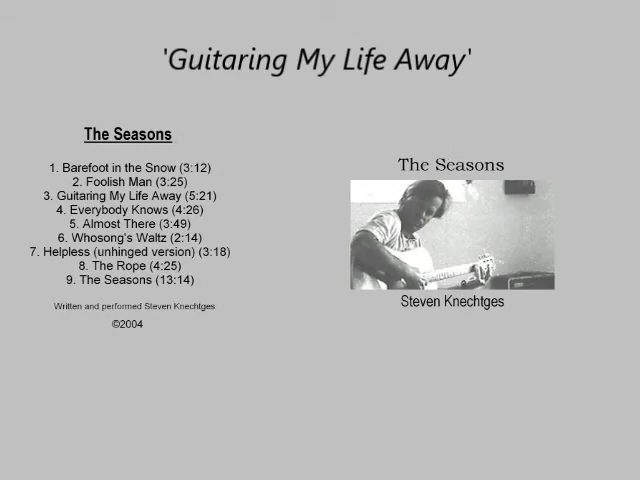 'Guitaring My Life Away'
The Seasons
1. Barefoot in the Snow (3:12)
2. Foolish Man (3:25)
3. Guitaring My Life Away (5:21)
4. Everybody Knows (4:26)
5. Almost There (3:49)
6. Whosong's Waltz (2:14)
7. Helpless (unhinged version) (3:18)
8. The Rope (4:25)
9. The Seasons (13:14)
Written and performed Steven Knechtges
©2004
The Seasons
Steven Knechtges